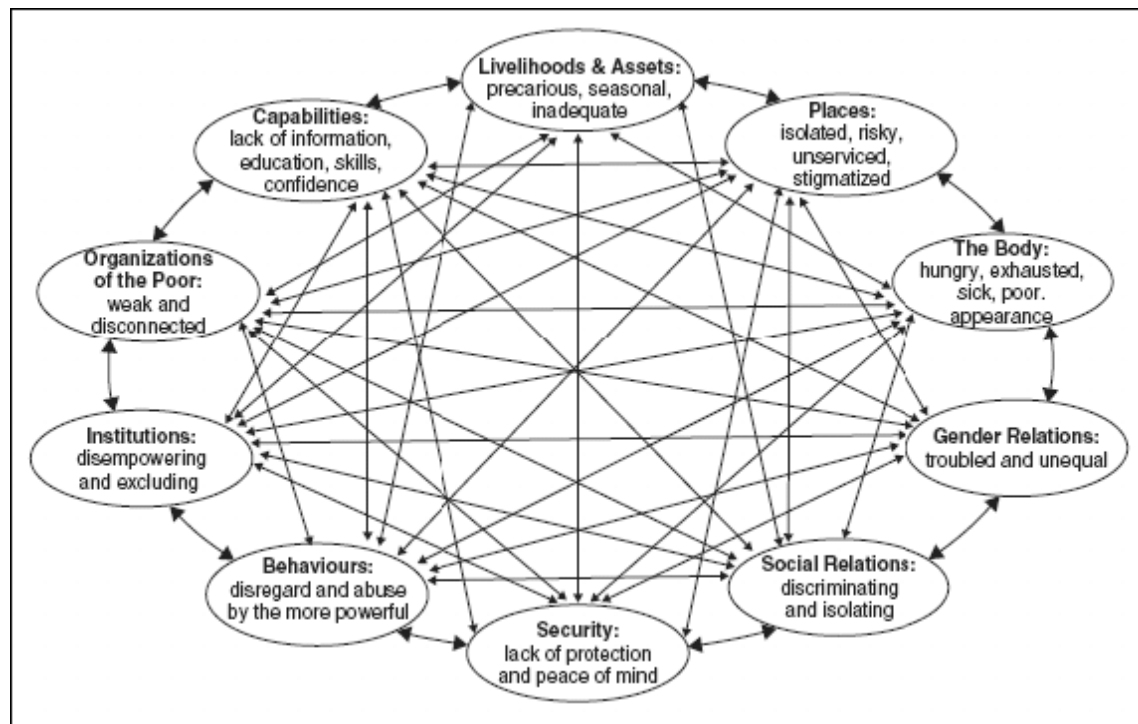 Livelihoods & Assets:
precarious, seasonal,
inadequate
Places:
isolated, risky,
unserviced,
stigmatized
The Body:
hungry, exhausted,
sick, poor.
appearance
Gender Relations:
troubled and unequal
Social Relations:
discriminating
and isolating
Security:
lack of protection
and peace of mind
Behaviours:
disregard and abuse
by the more powerful
Institutions:
disempowering
and excluding
Organizations
of the Poor:
weak and
disconnected
Capabilities:
lack of information,
education, skills,
confidence